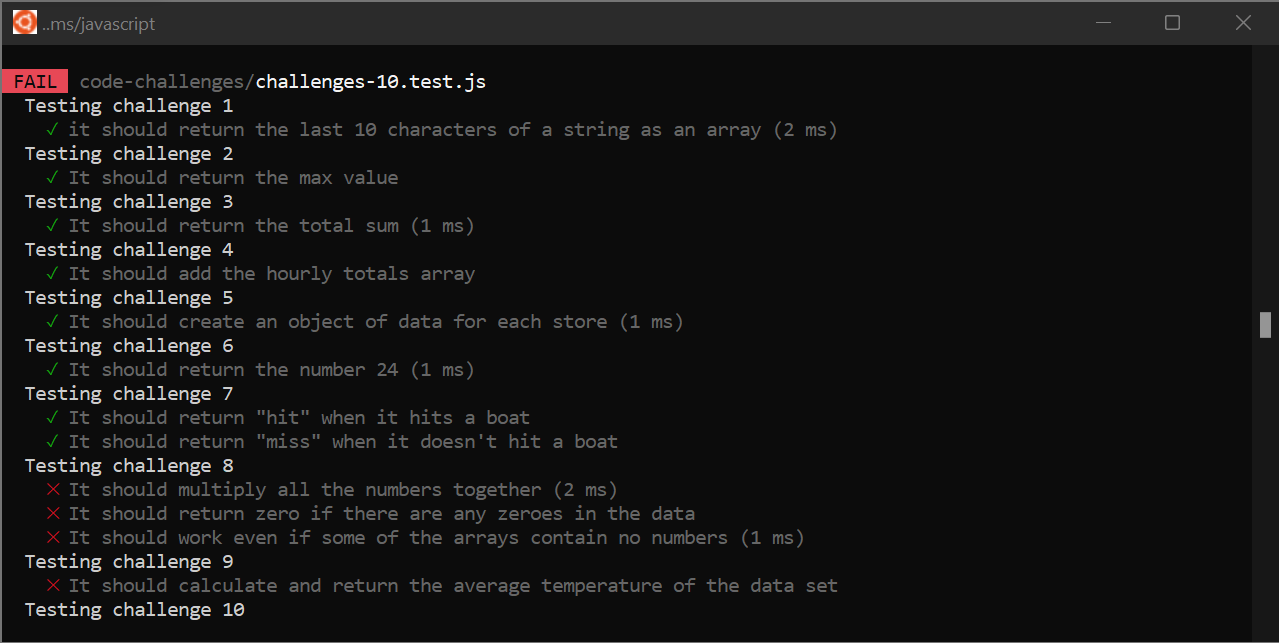 ..ms/javascript
FAIL code-challenges/challenges-10.test.js
Testing challenge 1
✓ it should return the last 10 characters of a string as an array (2 ms)
Testing challenge 2
✓ It should return the max value
Testing challenge 3
✓ It should return the total sum (1 ms)
Testing challenge 4
✓ It should add the hourly totals array
Testing challenge 5
✓ It should create an object of data for each store (1 ms)
Testing challenge 6
✓ It should return the number 24 (1 ms)
Testing challenge 7
✓ It should return "hit" when it hits a boat
✓ It should return "miss" when it doesn't hit a boat
Testing challenge 8
✕ It should multiply all the numbers together (2 ms)
✕ It should return zero if there are any zeroes in the data
✕ It should work even if some of the arrays contain no numbers (1 ms)
Testing challenge 9
✕ It should calculate and return the average temperature of the data set
Testing challenge 10